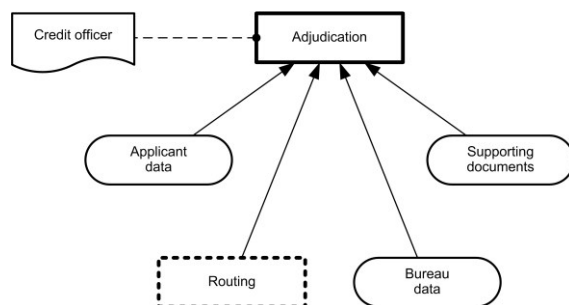 Credit officer
Adjudication
Applicant
data
Supporting
documents
Routing
Bureau
data